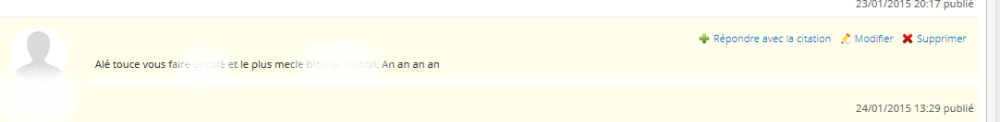 23/01/2015 20:17 publié
Répondre avec la citation Modifier Supprimer
Alé touce vous faire et le plus mecie An an an an
24/01/2015 13:29 publié